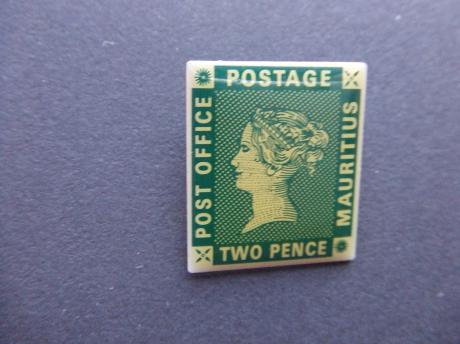 POSTAGE
POST OFFICE
MAURITIUS
TWO PENCE